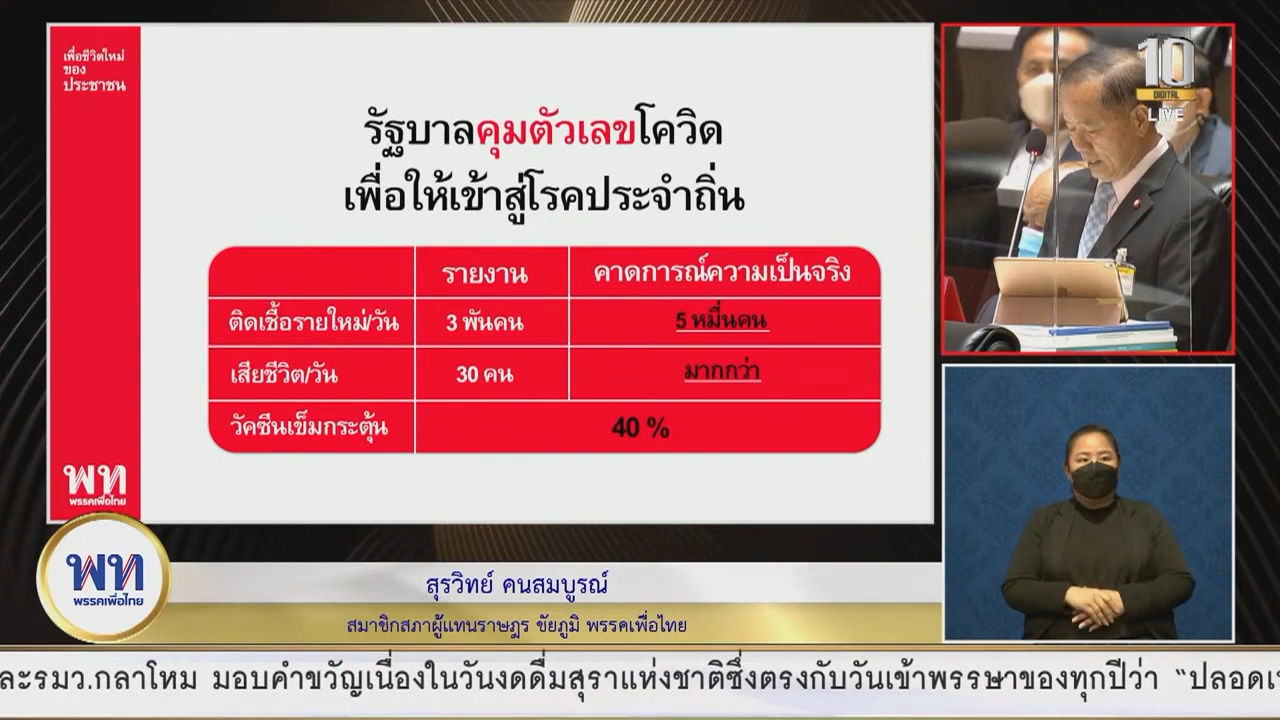 เพื่อชีวิตใหม่
ของ
ประชาชน
รัฐบาลคุมตัวเลขโควิด
เพื่อให้เข้าสู่โรคประจำถิ่น
รายงาน คาดการณ์ความเป็นจริง
ติดเชื้อรายใหม่/วัน 3 พันคน 5 หมื่นคน
เสียชีวิต/วัน 30 คน มากกว่า
วัคซีนเข็มกระตุ้น 40 %
พท
พรรคเพื่อไทย
10
DIGITAL
LIVE
พท
พรรคเพื่อไทย
สุรวิทย์ คนสมบูรณ์
สมาชิกสภาผู้แทนราษฎร ชัยภูมิ พรรคเพื่อไทย
ละรมว.กลาโหม มอบคำขวัญเนื่องในวันงดดื่มสุราแห่งชาติซึ่งตรงกับวันเข้าพรรษาของทุกปีว่า “ปลอดเ